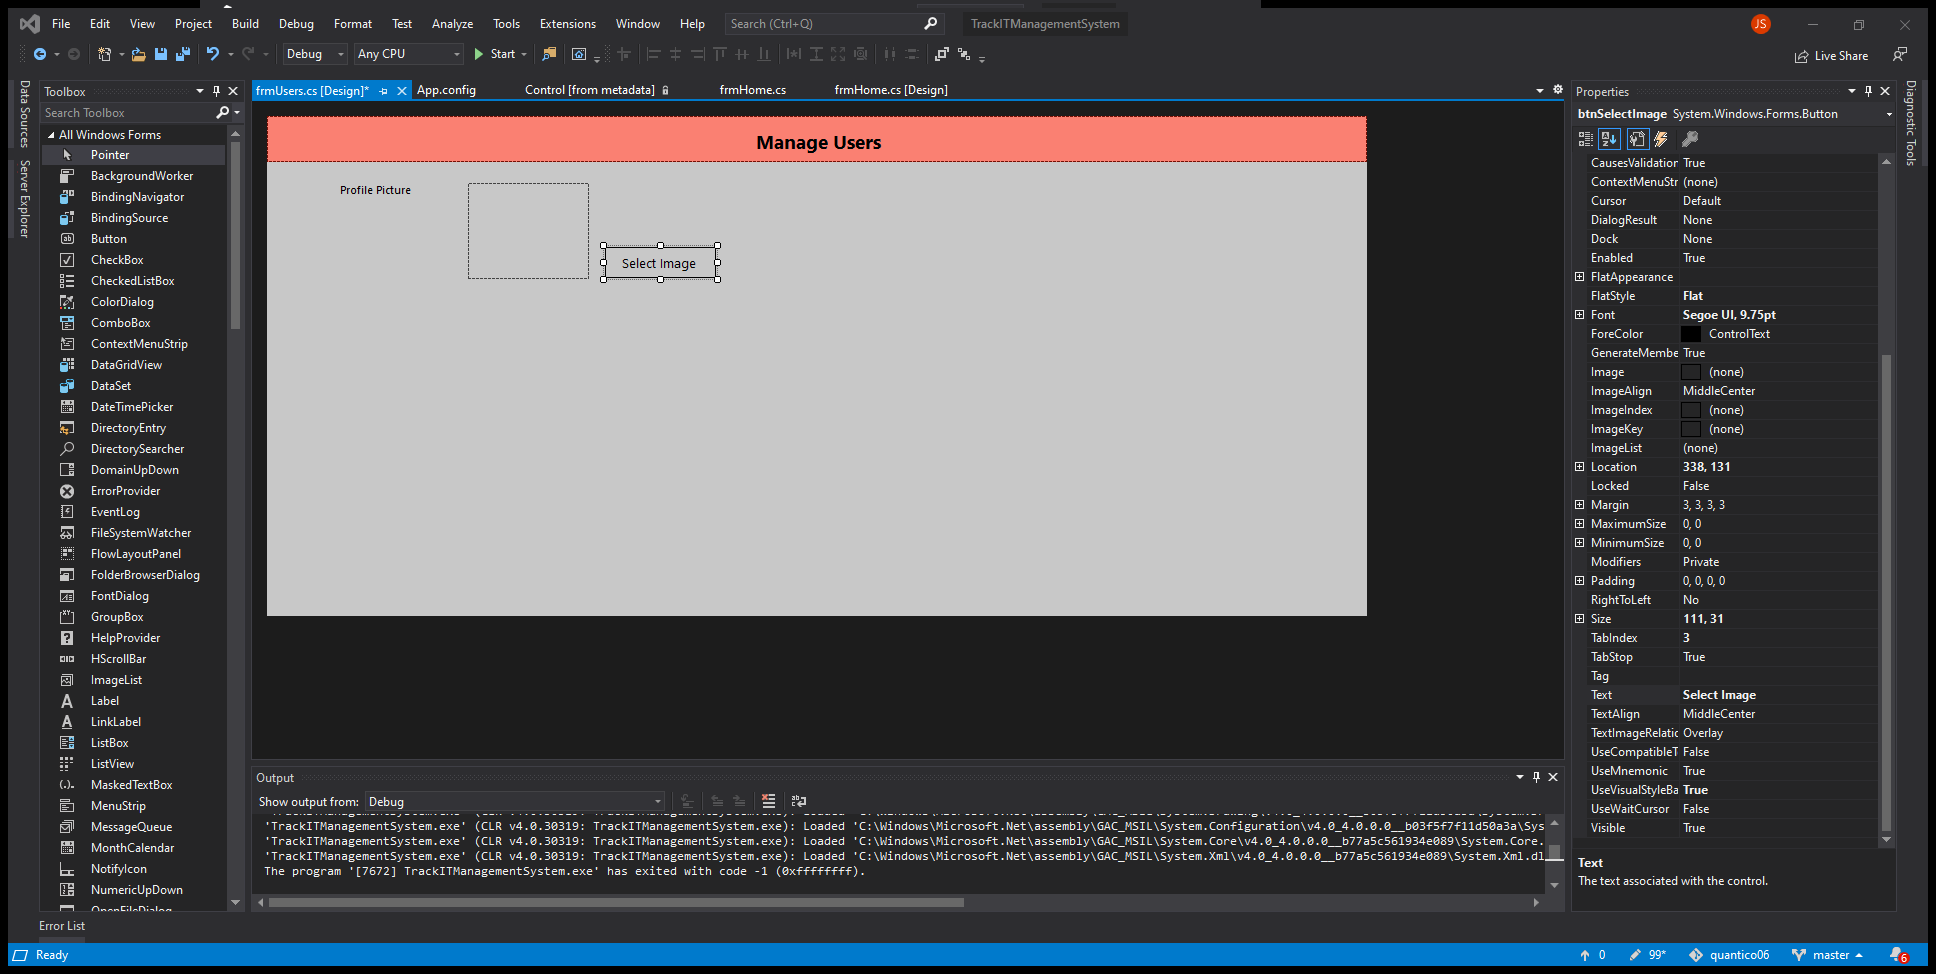 File Edit View Project Build Debug Format Test Analyze Tools Extensions Window Help Search (Ctrl+Q) TrackITManagementSystem JS
Debug Any CPU Start Live Share
Data Sources
Server Explorer
Toolbox
Search Toolbox
All Windows Forms
Pointer
BackgroundWorker
BindingNavigator
BindingSource
Button
CheckBox
CheckedListBox
ColorDialog
ComboBox
ContextMenuStrip
DataGridView
DataSet
DateTimePicker
DirectoryEntry
DirectorySearcher
DomainUpDown
ErrorProvider
EventLog
FileSystemWatcher
FlowLayoutPanel
FolderBrowserDialog
FontDialog
GroupBox
HelpProvider
HScrollBar
ImageList
Label
LinkLabel
ListBox
ListView
MaskedTextBox
MenuStrip
MessageQueue
MonthCalendar
NotifyIcon
NumericUpDown
OpenFileDialog
frmUsers.cs [Design]* App.config Control [from metadata] frmHome.cs frmHome.cs [Design]
Manage Users
Profile Picture
Select Image
Output
Show output from: Debug
'TrackITManagementSystem.exe' (CLR v4.0.30319: TrackITManagementSystem.exe): Loaded 'C:\Windows\Microsoft.Net\assembly\GAC_MSIL\System.Configuration\v4.0_4.0.0.0__b03f5f7f11d50a3a\Sys
'TrackITManagementSystem.exe' (CLR v4.0.30319: TrackITManagementSystem.exe): Loaded 'C:\Windows\Microsoft.Net\assembly\GAC_MSIL\System.Core\v4.0_4.0.0.0__b77a5c561934e089\System.Core.
'TrackITManagementSystem.exe' (CLR v4.0.30319: TrackITManagementSystem.exe): Loaded 'C:\Windows\Microsoft.Net\assembly\GAC_MSIL\System.Xml\v4.0_4.0.0.0__b77a5c561934e089\System.Xml.dl
The program '[7672] TrackITManagementSystem.exe' has exited with code -1 (0xffffffff).
Properties
btnSelectImage System.Windows.Forms.Button
CausesValidation True
ContextMenuStr (none)
Cursor Default
DialogResult None
Dock None
Enabled True
FlatAppearance
FlatStyle Flat
Font Segoe UI, 9.75pt
ForeColor ControlText
GenerateMembe True
Image (none)
ImageAlign MiddleCenter
ImageIndex (none)
ImageKey (none)
ImageList (none)
Location 338, 131
Locked False
Margin 3, 3, 3, 3
MaximumSize 0, 0
MinimumSize 0, 0
Modifiers Private
Padding 0, 0, 0, 0
RightToLeft No
Size 111, 31
TabIndex 3
TabStop True
Tag
Text Select Image
TextAlign MiddleCenter
TextImageRelatio Overlay
UseCompatibleT False
UseMnemonic True
UseVisualStyleBa True
UseWaitCursor False
Visible True
Text
The text associated with the control.
Diagnostic Tools
Error List
Ready 0 99* quantico06 master 6